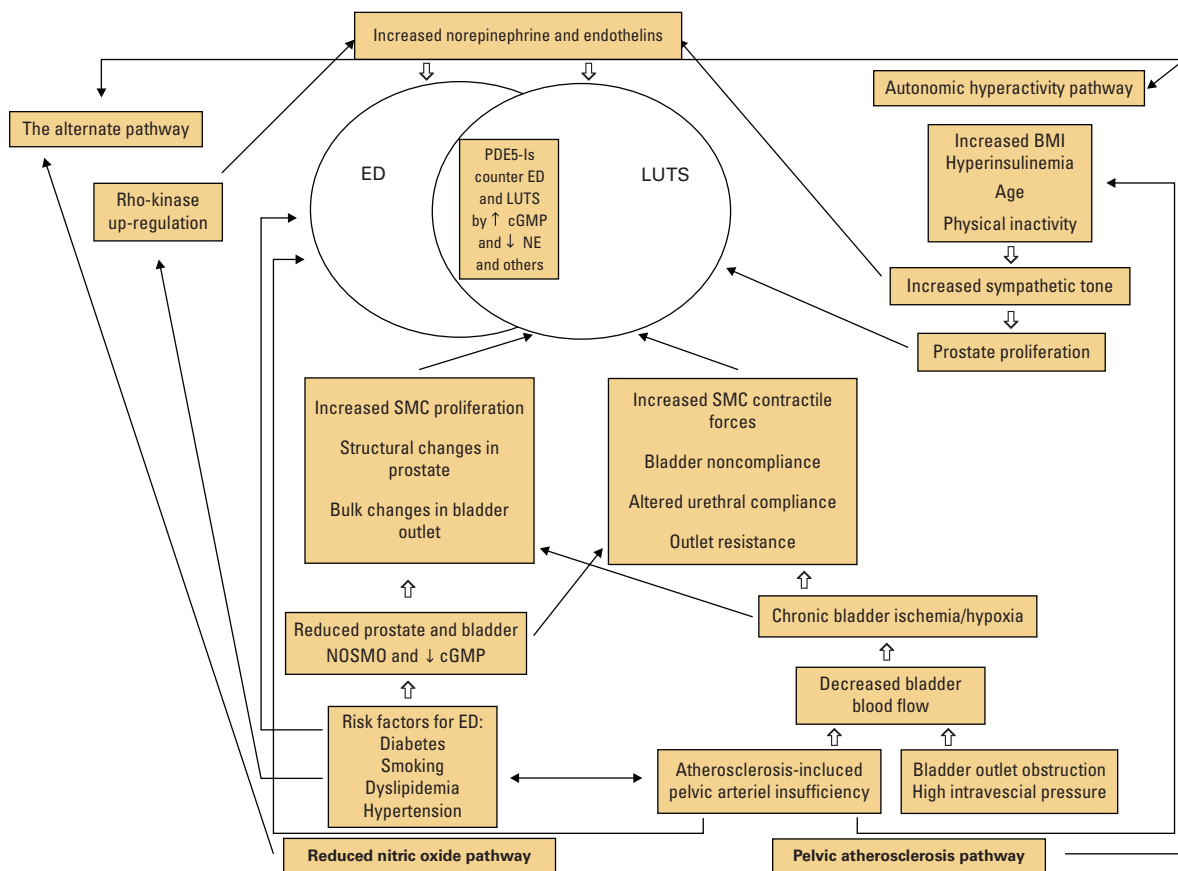 Increased norepinephrine and endothelins
Autonomic hyperactivity pathway
The alternate pathway
Rho-kinase
up-regulation
ED
PDE5-Is
counter ED
and LUTS
by ↑ cGMP
and ↓ NE
and others
LUTS
Increased BMI
Hyperinsulinemia
Age
Physical inactivity
Increased sympathetic tone
Prostate proliferation
Increased SMC proliferation
Structural changes in
prostate
Bulk changes in bladder
outlet
Increased SMC contractile
forces
Bladder noncompliance
Altered urethral compliance
Outlet resistance
Reduced prostate and bladder
NOSMO and ↓ cGMP
Chronic bladder ischemia/hypoxia
Decreased bladder
blood flow
Risk factors for ED:
Diabetes
Smoking
Dyslipidemia
Hypertension
Atherosclerosis-included
pelvic arteriel insufficiency
Bladder outlet obstruction
High intravescial pressure
Reduced nitric oxide pathway
Pelvic atherosclerosis pathway